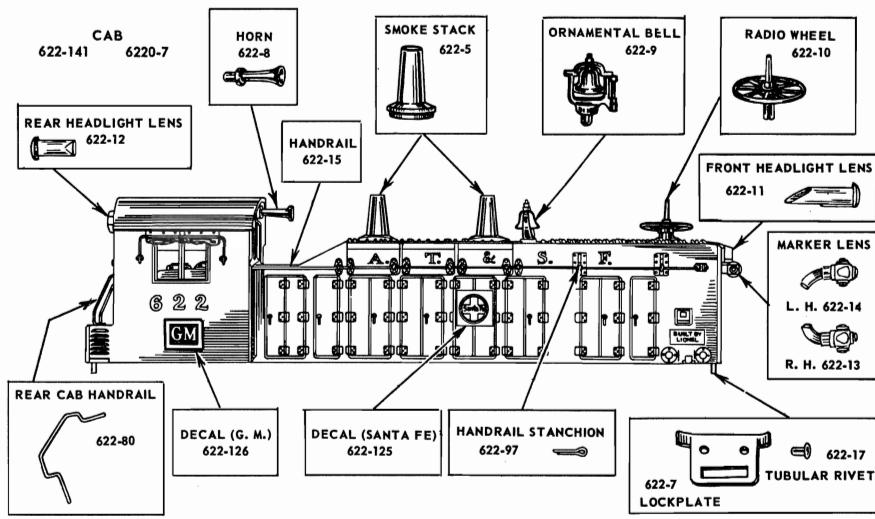 CAB
622-141 6220-7
HORN
622-8
SMOKE STACK
622-5
ORNAMENTAL BELL
622-9
RADIO WHEEL
622-10
REAR HEADLIGHT LENS
622-12
HANDRAIL
622-15
FRONT HEADLIGHT LENS
622-11
MARKER LENS
L. H. 622-14
R. H. 622-13
A. T. & S. F.
622
GM
Santa Fe
BUILT BY
LIONEL
REAR CAB HANDRAIL
622-80
DECAL (G. M.)
622-126
DECAL (SANTA FE)
622-125
HANDRAIL STANCHION
622-97
622-7
LOCKPLATE
622-17
TUBULAR RIVET